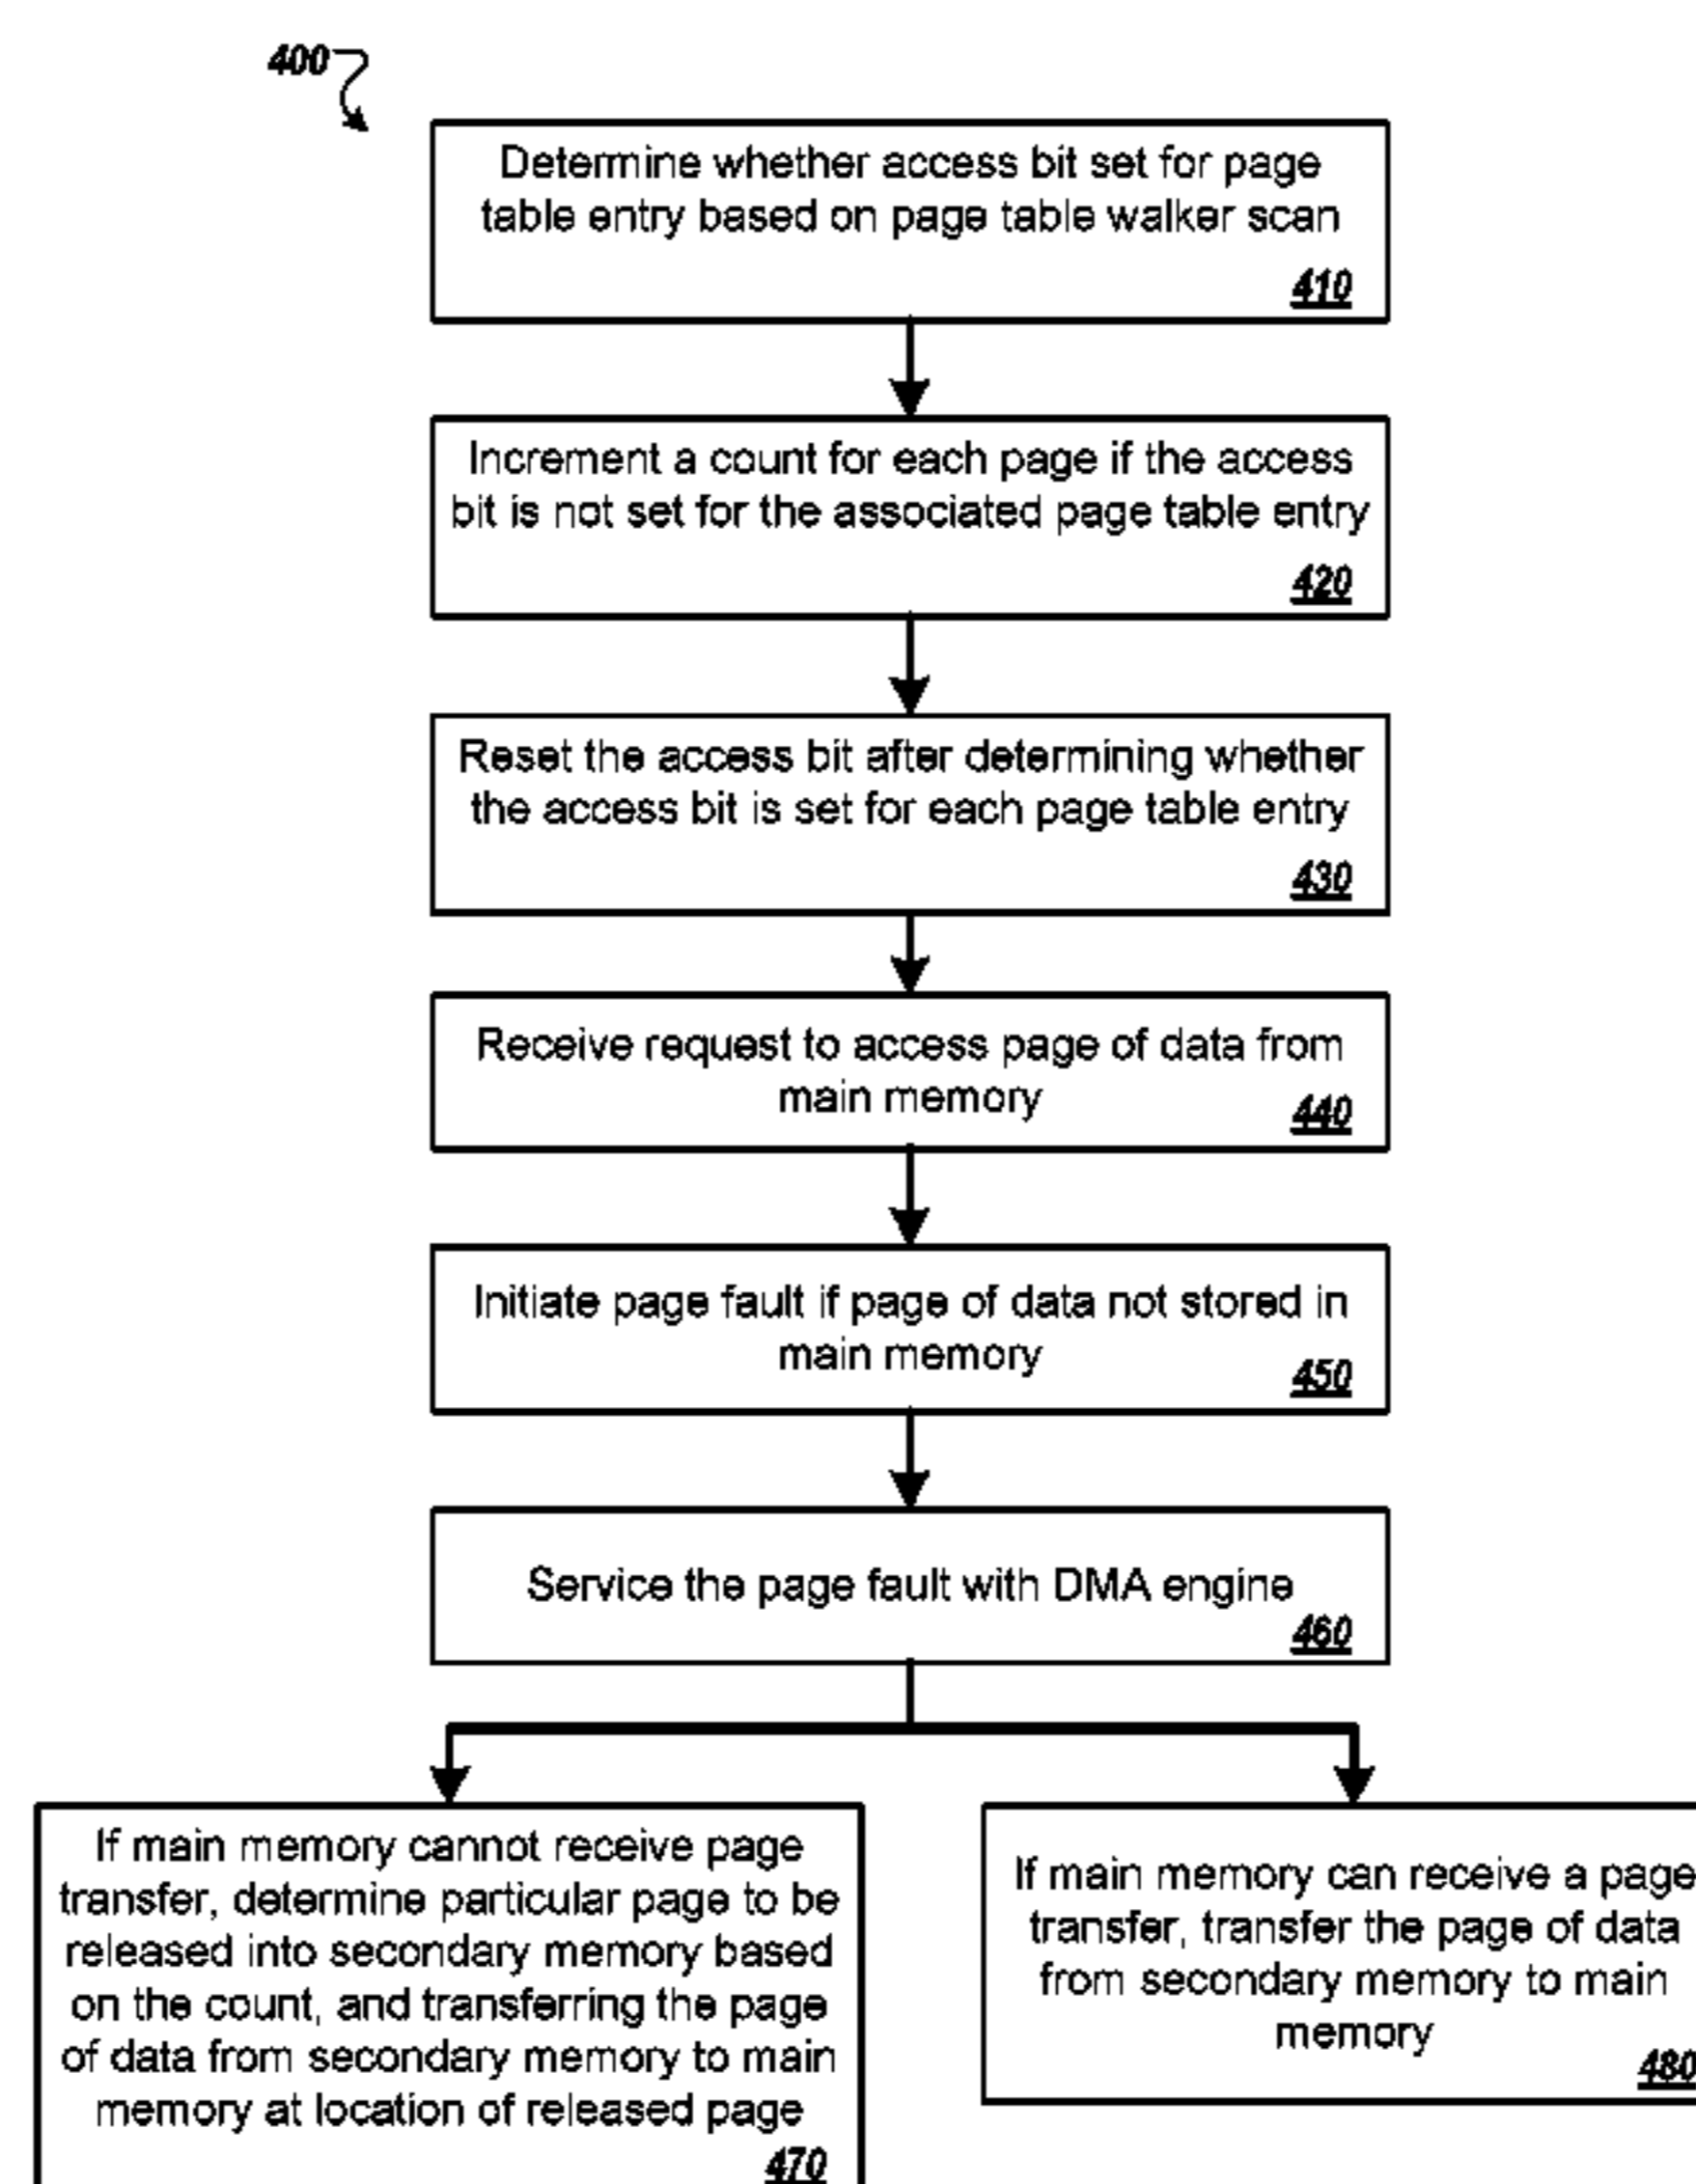 400
Determine whether access bit set for page
table entry based on page table walker scan
410
Increment a count for each page if the access
bit is not set for the associated page table entry
420
Reset the access bit after determining whether
the access bit is set for each page table entry
430
Receive request to access page of data from
main memory
440
Initiate page fault if page of data not stored in
main memory
450
Service the page fault with DMA engine
460
If main memory cannot receive page
transfer, determine particular page to be
released into secondary memory based
on the count, and transferring the page
of data from secondary memory to main
memory at location of released page
470
If main memory can receive a page
transfer, transfer the page of data
from secondary memory to main
memory
480